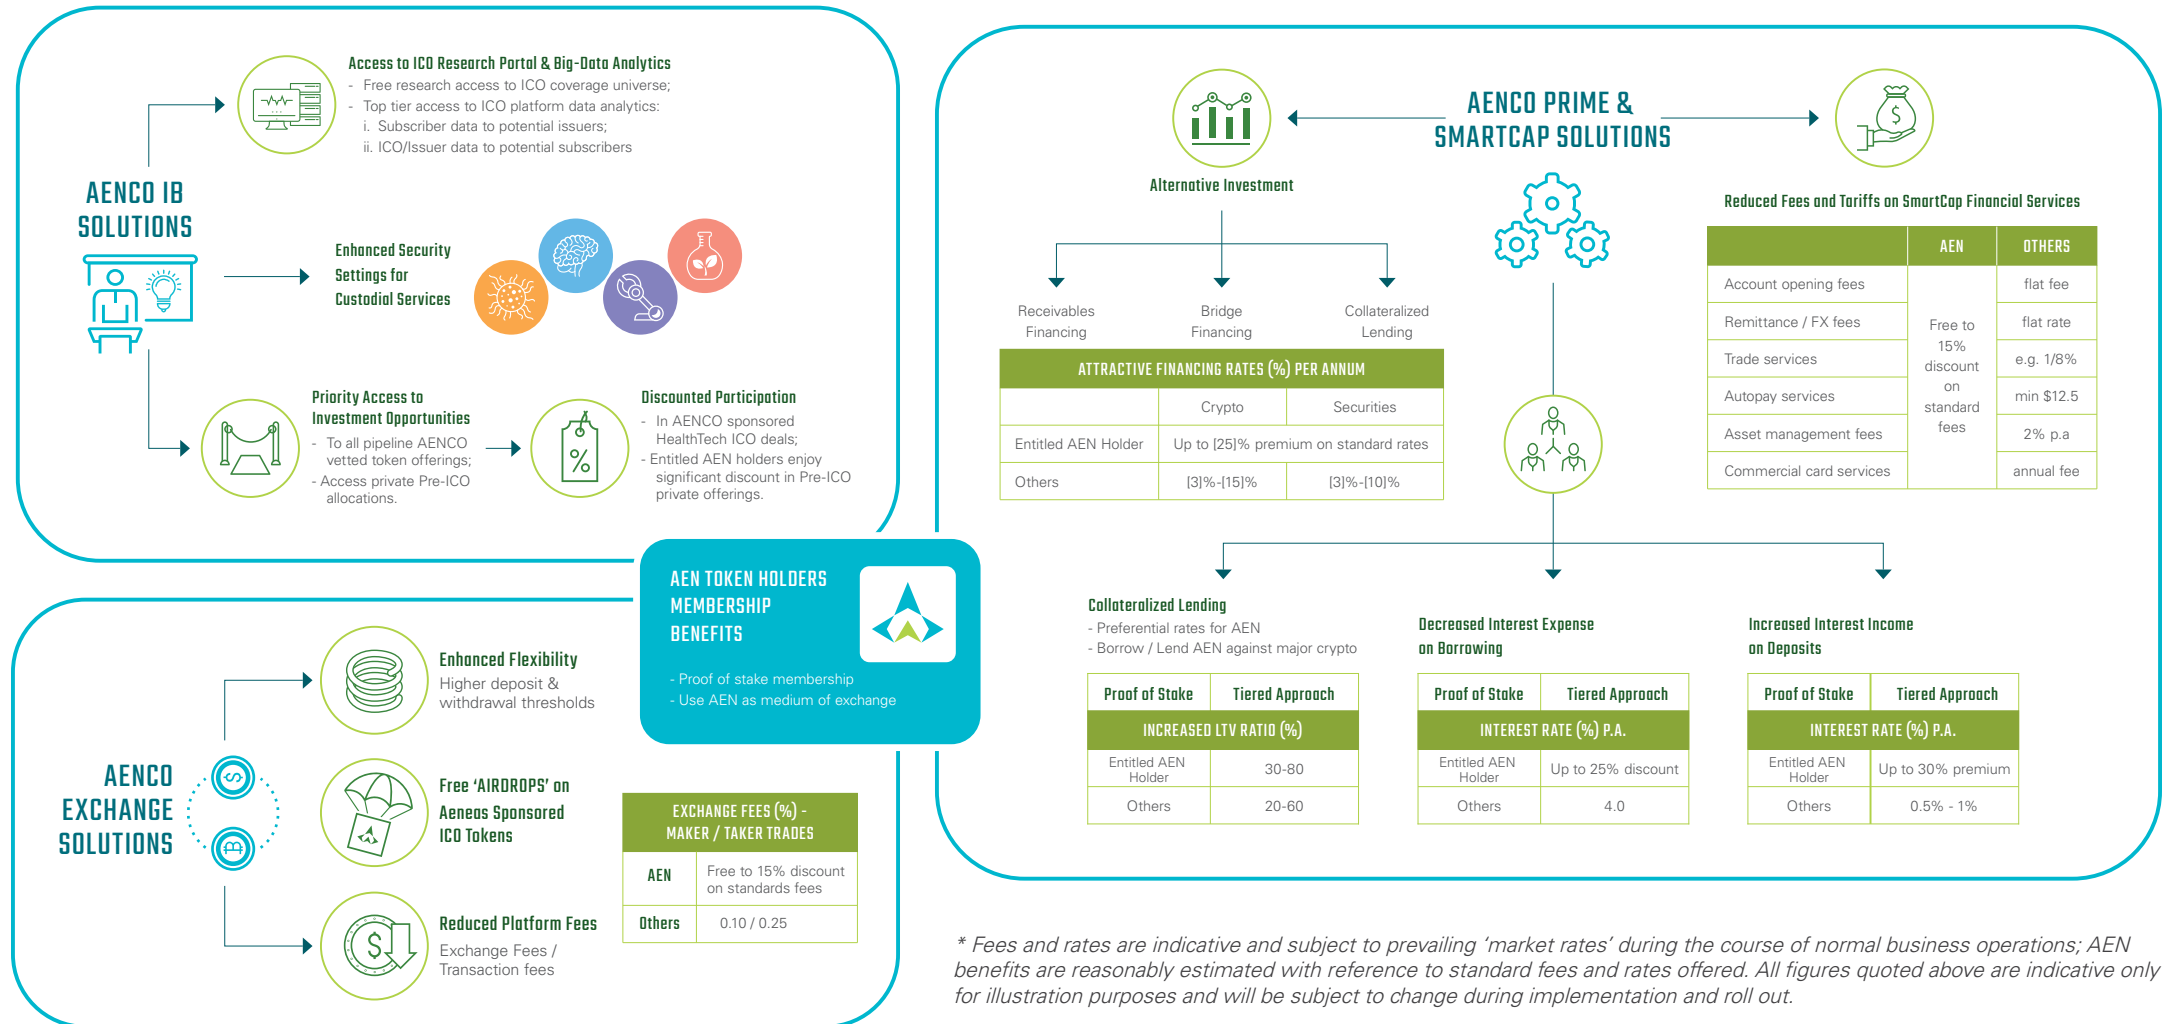 AENCO IB
SOLUTIONS
Access to ICO Research Portal & Big-Data Analytics
- Free research access to ICO coverage universe;
- Top tier access to ICO platform data analytics:
i. Subscriber data to potential issuers;
ii. ICO/Issuer data to potential subscribers
Enhanced Security
Settings for
Custodial Services
Priority Access to
Investment Opportunities
- To all pipeline AENCO
vetted token offerings;
- Access private Pre-ICO
allocations.
%
Discounted Participation
- In AENCO sponsored
HealthTech ICO deals;
- Entitled AEN holders enjoy
significant discount in Pre-ICO
private offerings.
AEN TOKEN HOLDERS
MEMBERSHIP
BENEFITS
- Proof of stake membership
- Use AEN as medium of exchange
AENCO
EXCHANGE
SOLUTIONS
Enhanced Flexibility
Higher deposit &
withdrawal thresholds
Free ‘AIRDROPS’ on
Aeneas Sponsored
ICO Tokens
$
Reduced Platform Fees
Exchange Fees /
Transaction fees
EXCHANGE FEES (%) -
MAKER / TAKER TRADES
AEN
Free to 15% discount
on standards fees
Others 0.10 / 0.25
AENCO PRIME &
SMARTCAP SOLUTIONS
Alternative Investment
Receivables
Financing
Bridge
Financing
Collateralized
Lending
ATTRACTIVE FINANCING RATES (%) PER ANNUM
Crypto Securities
Entitled AEN Holder Up to [25]% premium on standard rates
Others [3]%-[15]% [3]%-[10]%
$
Reduced Fees and Tariffs on SmartCap Financial Services
AEN OTHERS
Account opening fees flat fee
Remittance / FX fees flat rate
Trade services e.g. 1/8%
Autopay services min $12.5
Asset management fees 2% p.a
Commercial card services annual fee
Free to
15%
discount
on
standard
fees
Collateralized Lending
- Preferential rates for AEN
- Borrow / Lend AEN against major crypto
Proof of Stake Tiered Approach
INCREASED LTV RATIO (%)
Entitled AEN
Holder
30-80
Others 20-60
Decreased Interest Expense
on Borrowing
Proof of Stake Tiered Approach
INTEREST RATE (%) P.A.
Entitled AEN
Holder
Up to 25% discount
Others 4.0
Increased Interest Income
on Deposits
Proof of Stake Tiered Approach
INTEREST RATE (%) P.A.
Entitled AEN
Holder
Up to 30% premium
Others 0.5% - 1%
* Fees and rates are indicative and subject to prevailing ‘market rates’ during the course of normal business operations; AEN
benefits are reasonably estimated with reference to standard fees and rates offered. All figures quoted above are indicative only
for illustration purposes and will be subject to change during implementation and roll out.